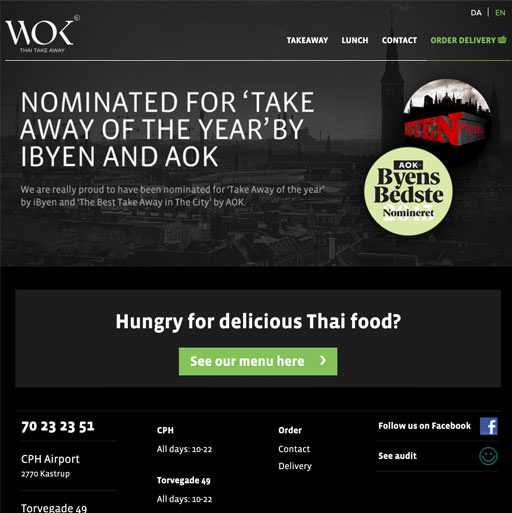 DA | EN
WOK
THAI TAKE AWAY
TAKEAWAY LUNCH CONTACT ORDER DELIVERY
NOMINATED FOR ‘TAKE
AWAY OF THE YEAR’BY
IBYEN AND AOK
We are really proud to have been nominated for ‘Take Away of the year’
by iByen and ‘The Best Take Away in The City’ by AOK.
AOK
Byens
Bedste
Nomineret
2013
Hungry for delicious Thai food?
See our menu here
70 23 23 51
CPH Airport
2770 Kastrup
Torvegade 49
CPH
All days: 10-22
Torvegade 49
All days: 10-22
Order
Contact
Delivery
Follow us on Facebook
See audit